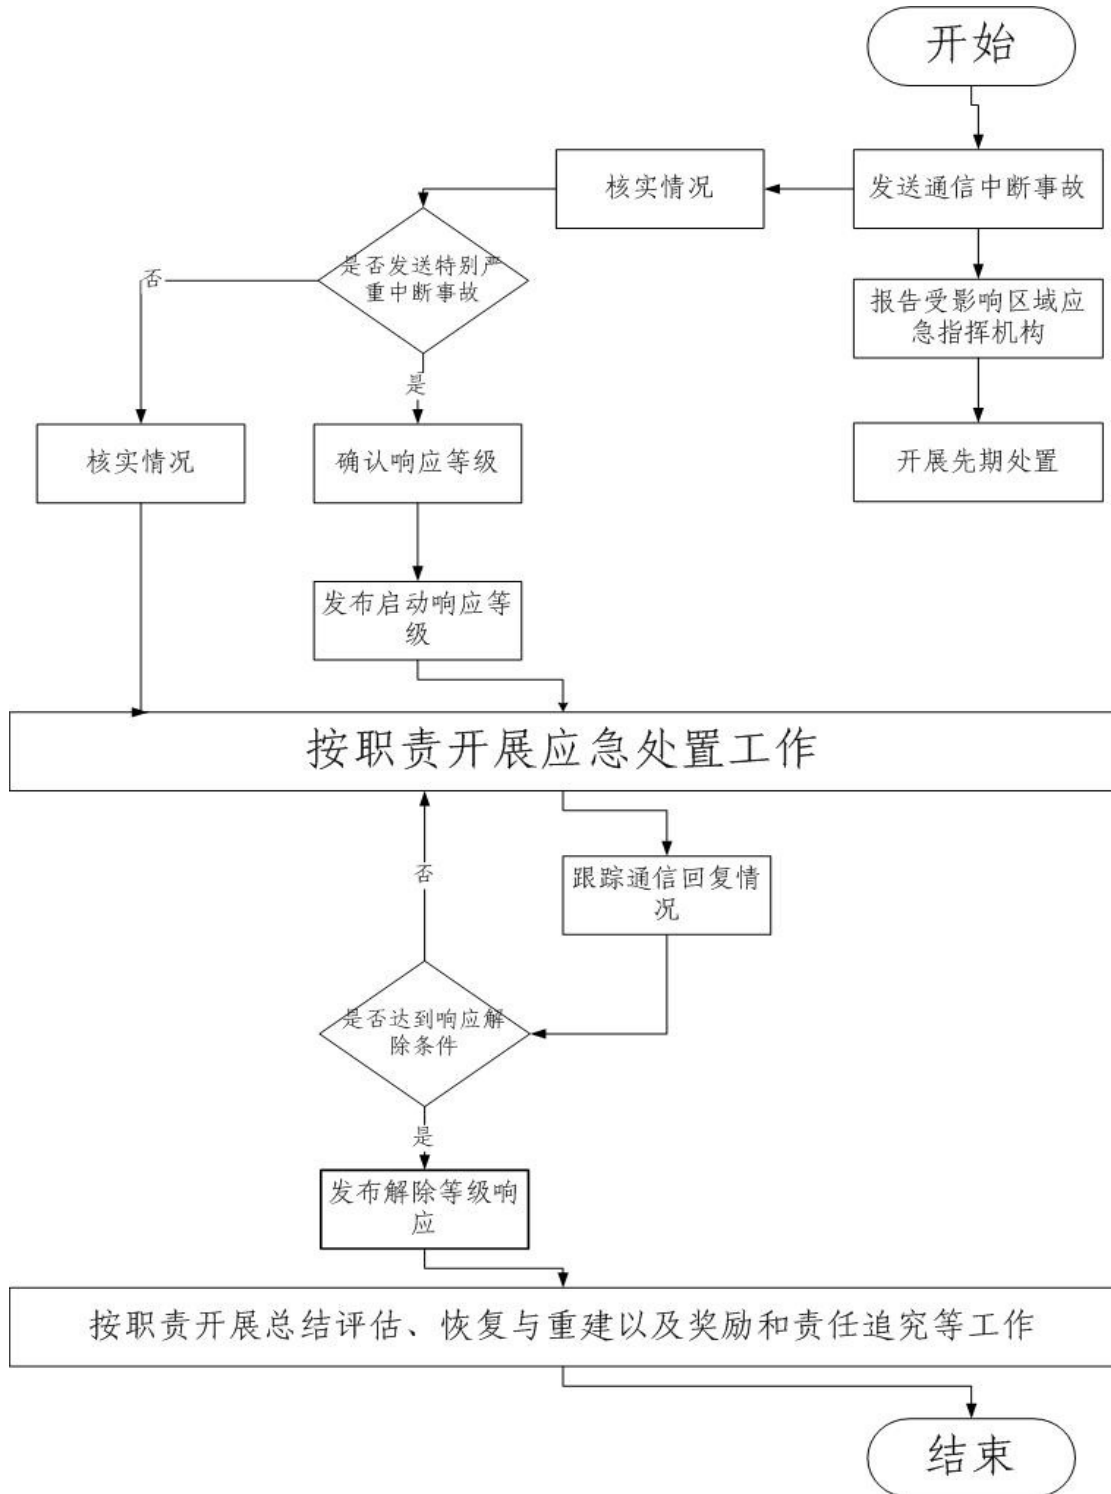 开始
核实情况
发送通信中断事故
是否发送特别严
重中断事故
否
报告受影响区域应
急指挥机构
是
核实情况
确认响应等级
开展先期处置
发布启动响应等
级
按职责开展应急处置工作
否
跟踪通信回复情
况
是否达到响应解
除条件
是
发布解除等级响
应
按职责开展总结评估、恢复与重建以及奖励和责任追究等工作
结束